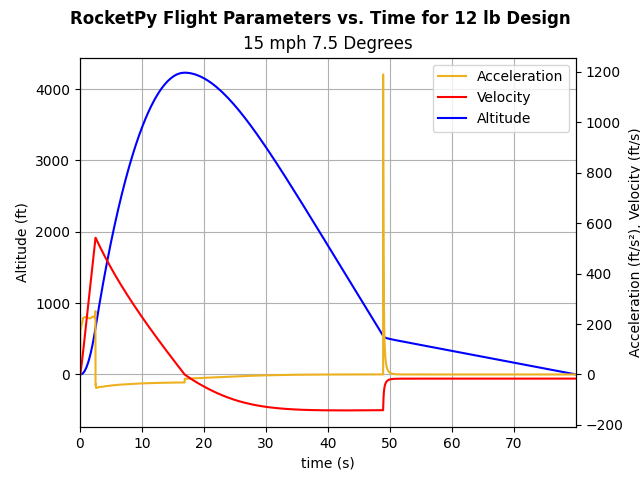 RocketPy Flight Parameters vs. Time for 12 lb Design
15 mph 7.5 Degrees
Acceleration
Velocity
Altitude
Altitude (ft)
4000
3000
2000
1000
0
1200
1000
800
600
400
200
0
−200
Acceleration (ft/s²), Velocity (ft/s)
0 10 20 30 40 50 60 70
time (s)